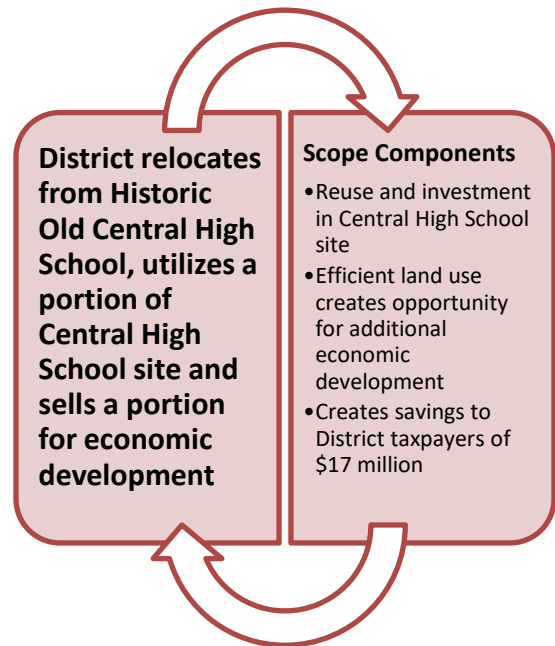 District relocates
from Historic
Old Central High
School, utilizes a
portion of
Central High
School site and
sells a portion
for economic
development
Scope Components
•Reuse and investment
in Central High School
site
•Efficient land use
creates opportunity
for additional
economic
development
•Creates savings to
District taxpayers of
$17 million